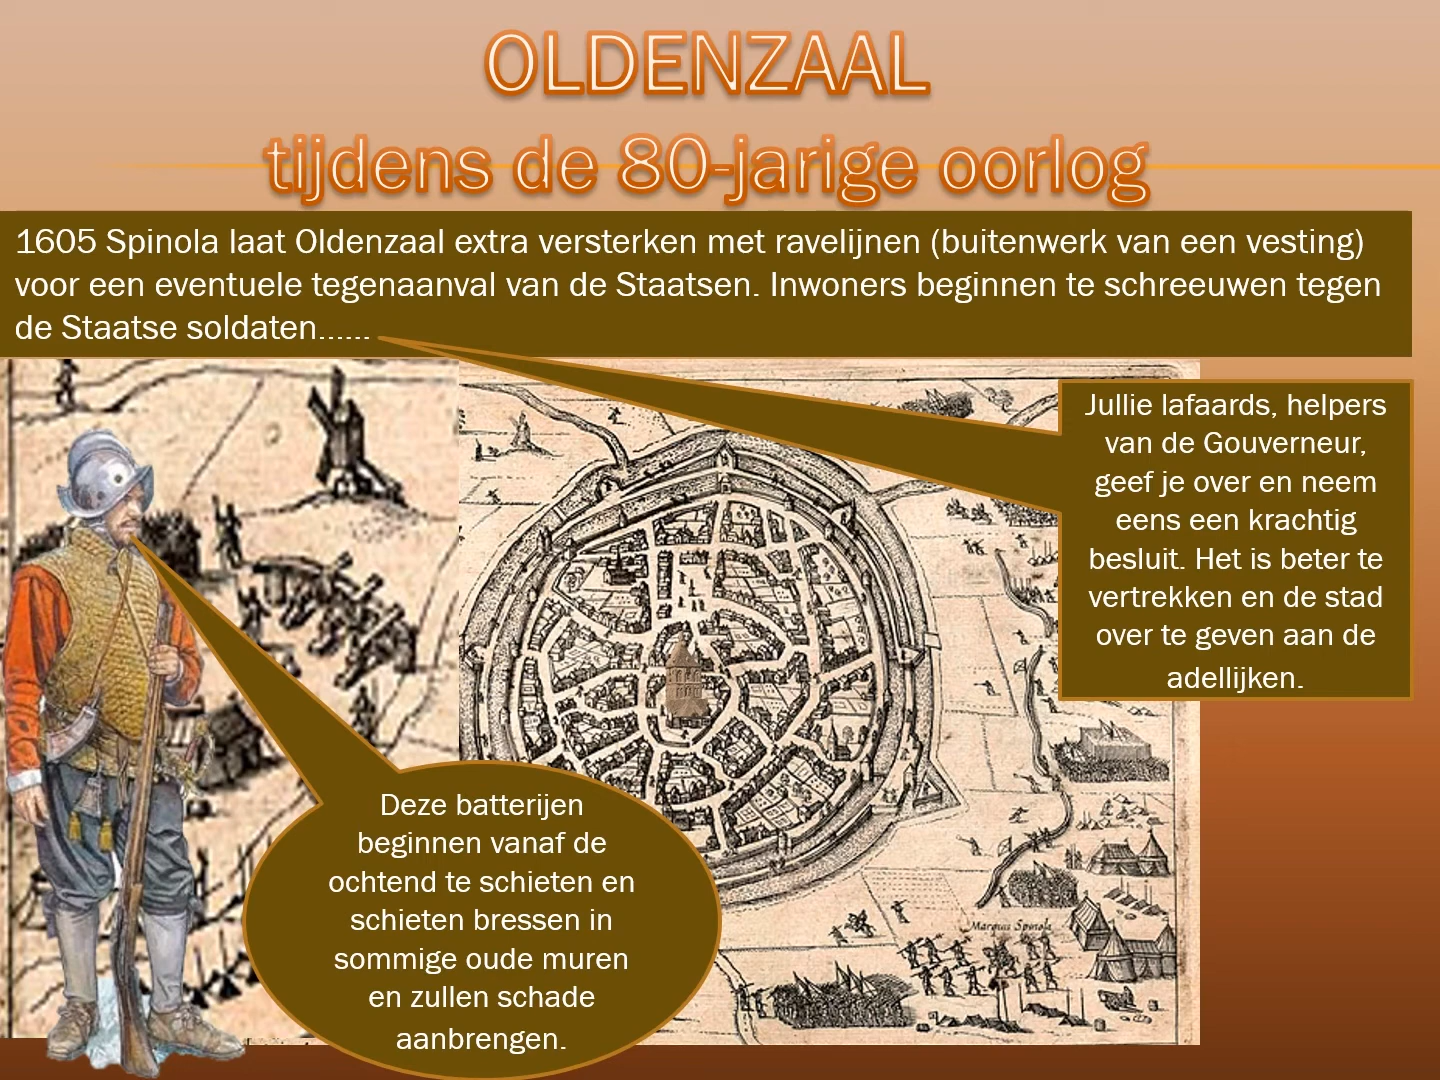 OLDENZAAL
tijdens de 80-jarige oorlog
1605 Spinola laat Oldenzaal extra versterken met ravelijnen (buitenwerk van een vesting)
voor een eventuele tegenaanval van de Staatsen. Inwoners beginnen te schreeuwen tegen
de Staatse soldaten......
Jullie lafaards, helpers
van de Gouverneur,
geef je over en neem
eens een krachtig
besluit. Het is beter te
vertrekken en de stad
over te geven aan de
adellijken.
Deze batterijen
beginnen vanaf de
ochtend te schieten en
schieten bressen in
sommige oude muren
en zullen schade
aanbrengen.
Marquis Spinola